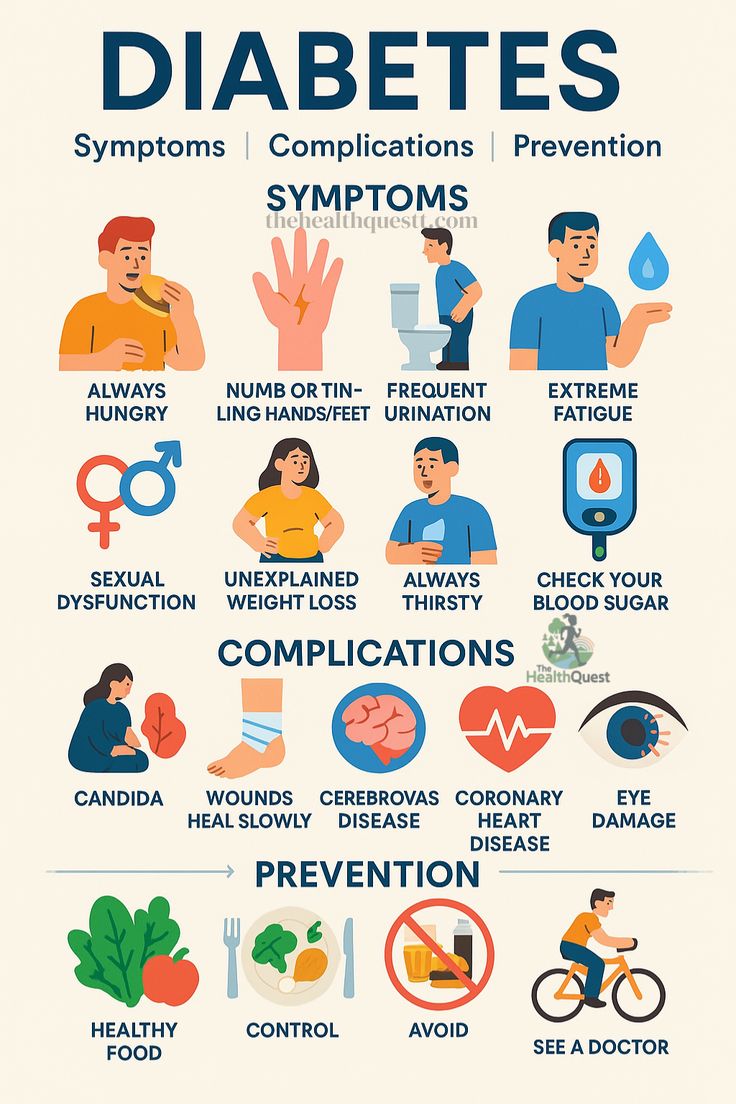 DIABETES
Symptoms | Complications | Prevention
SYMPTOMS
thehealthquestt.com
ALWAYS
HUNGRY
NUMB OR TIN-
LING HANDS/FEET
FREQUENT
URINATION
EXTREME
FATIGUE
SEXUAL
DYSFUNCTION
UNEXPLAINED
WEIGHT LOSS
ALWAYS
THIRSTY
CHECK YOUR
BLOOD SUGAR
COMPLICATIONS
The
HealthQuest
CANDIDA
WOUNDS
HEAL SLOWLY
CEREBROVAS
DISEASE
CORONARY
HEART
DISEASE
EYE
DAMAGE
PREVENTION
HEALTHY
FOOD
CONTROL
AVOID
SEE A DOCTOR